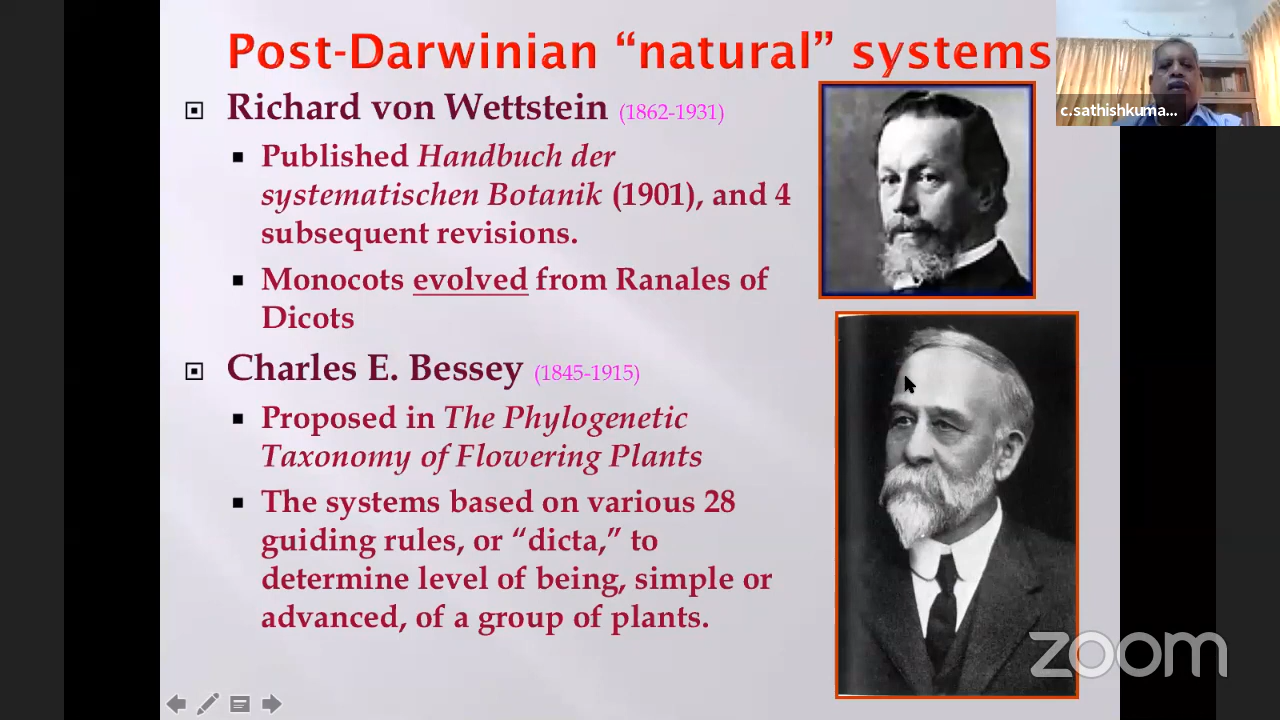 Post-Darwinian “natural” systems
c.sathishkuma...
Richard von Wettstein (1862-1931)
Published Handbuch der
systematischen Botanik (1901), and 4
subsequent revisions.
Monocots evolved from Ranales of
Dicots
Charles E. Bessey (1845-1915)
Proposed in The Phylogenetic
Taxonomy of Flowering Plants
The systems based on various 28
guiding rules, or “dicta,” to
determine level of being, simple or
advanced, of a group of plants.
zoom